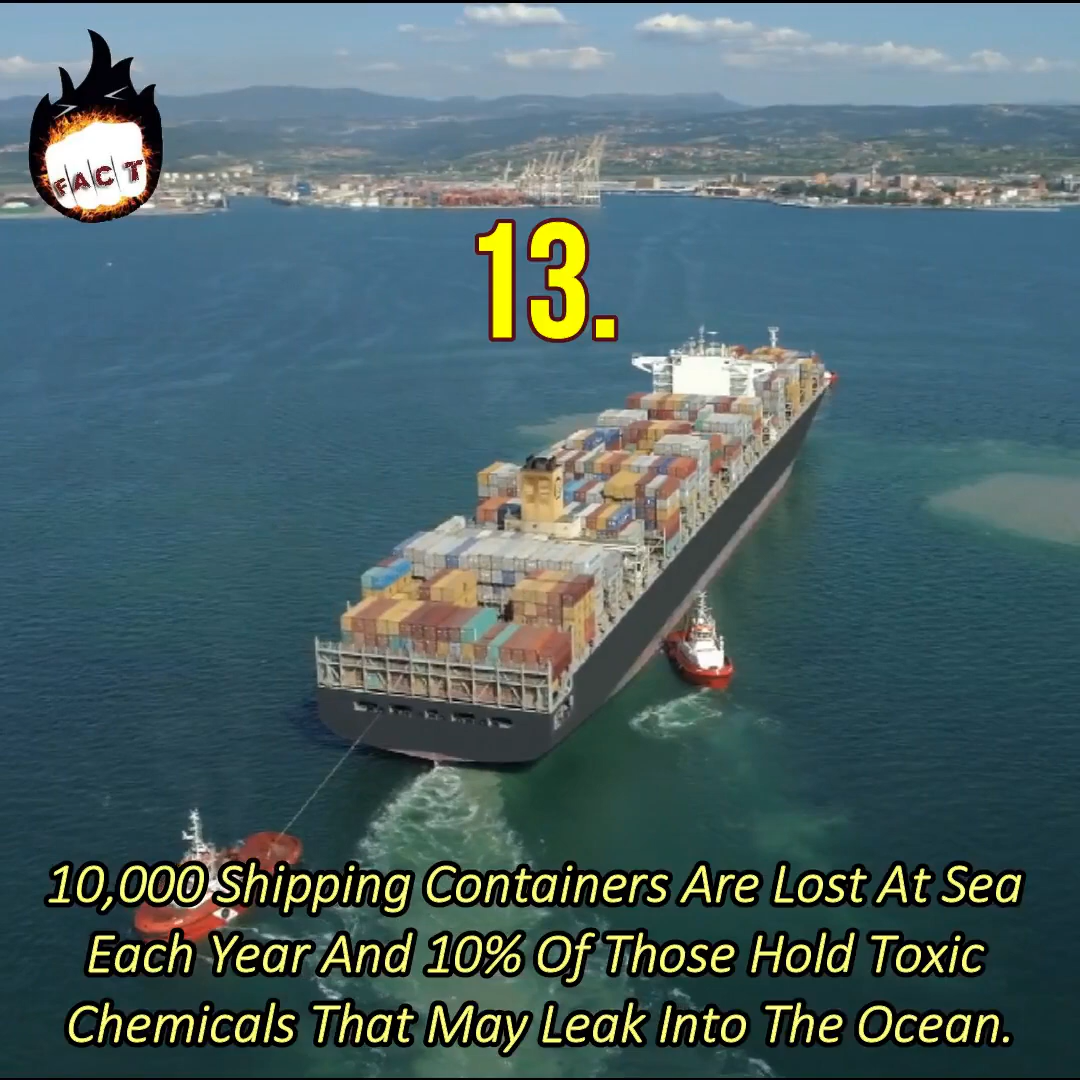 FACT
13.
10,000 Shipping Containers Are Lost At Sea
Each Year And 10% Of Those Hold Toxic
Chemicals That May Leak Into The Ocean.